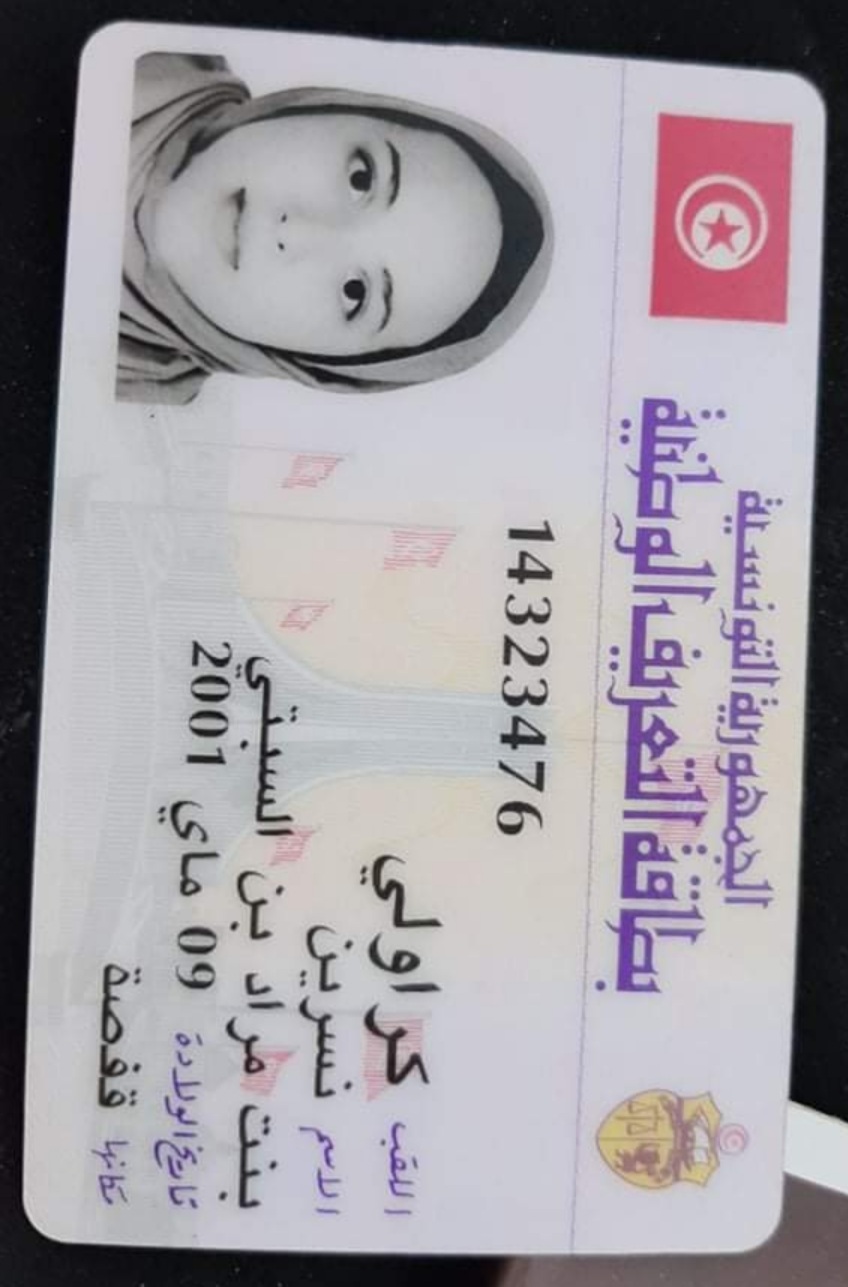 الجمهورية التونسية
بطاقة التعريف الوطنية
14323476
اللقب كراولي
الاسم نسرين
بنت مراد بن السبتي
تاريخ الولادة 09 ماي 2001
مكانها قفصة